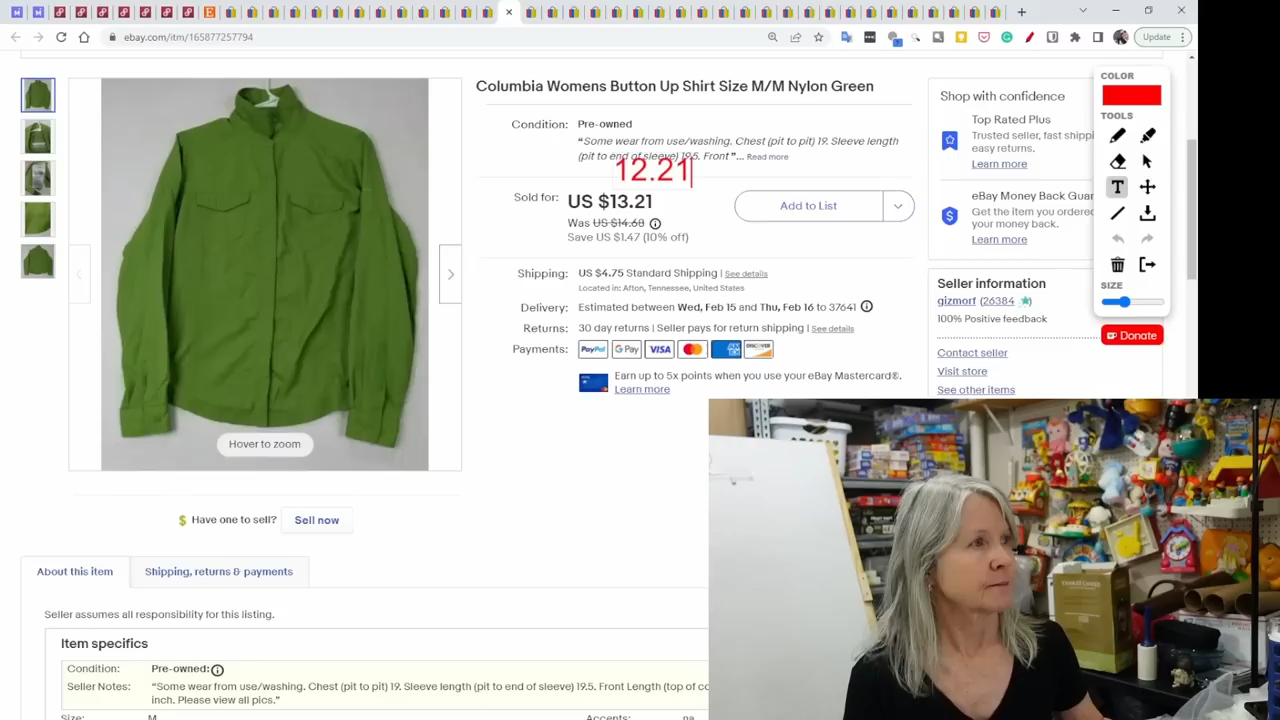 ebay.com/itm/165877257794
Update
Columbia Womens Button Up Shirt Size M/M Nylon Green
Condition: Pre-owned
“Some wear from use/washing. Chest (pit to pit) 19. Sleeve length
(pit to end of sleeve) 19.5. Front ”... Read more
12.21
Sold for: US $13.21
Add to List
Was US $14.68
Save US $1.47 (10% off)
Shipping: US $4.75 Standard Shipping | See details
Located in: Afton, Tennessee, United States
Delivery: Estimated between Wed, Feb 15 and Thu, Feb 16 to 37641
Returns: 30 day returns | Seller pays for return shipping | See details
Payments: PayPal G Pay VISA DISCOVER
Earn up to 5x points when you use your eBay Mastercard®.
Learn more
Hover to zoom
Have one to sell? Sell now
Shop with confidence
Top Rated Plus
Trusted seller, fast shippi
easy returns.
Learn more
eBay Money Back Guar
Get the item you ordere
your money back.
Learn more
Seller information
gizmorf (26384)
100% Positive feedback
Contact seller
Visit store
See other items
COLOR
TOOLS
T
SIZE
Donate
About this item
Shipping, returns & payments
Seller assumes all responsibility for this listing.
Item specifics
Condition: Pre-owned:
Seller Notes: “Some wear from use/washing. Chest (pit to pit) 19. Sleeve length (pit to end of sleeve) 19.5. Front Length (top of co
inch. Please view all pics.”
Size: M
Accents: na